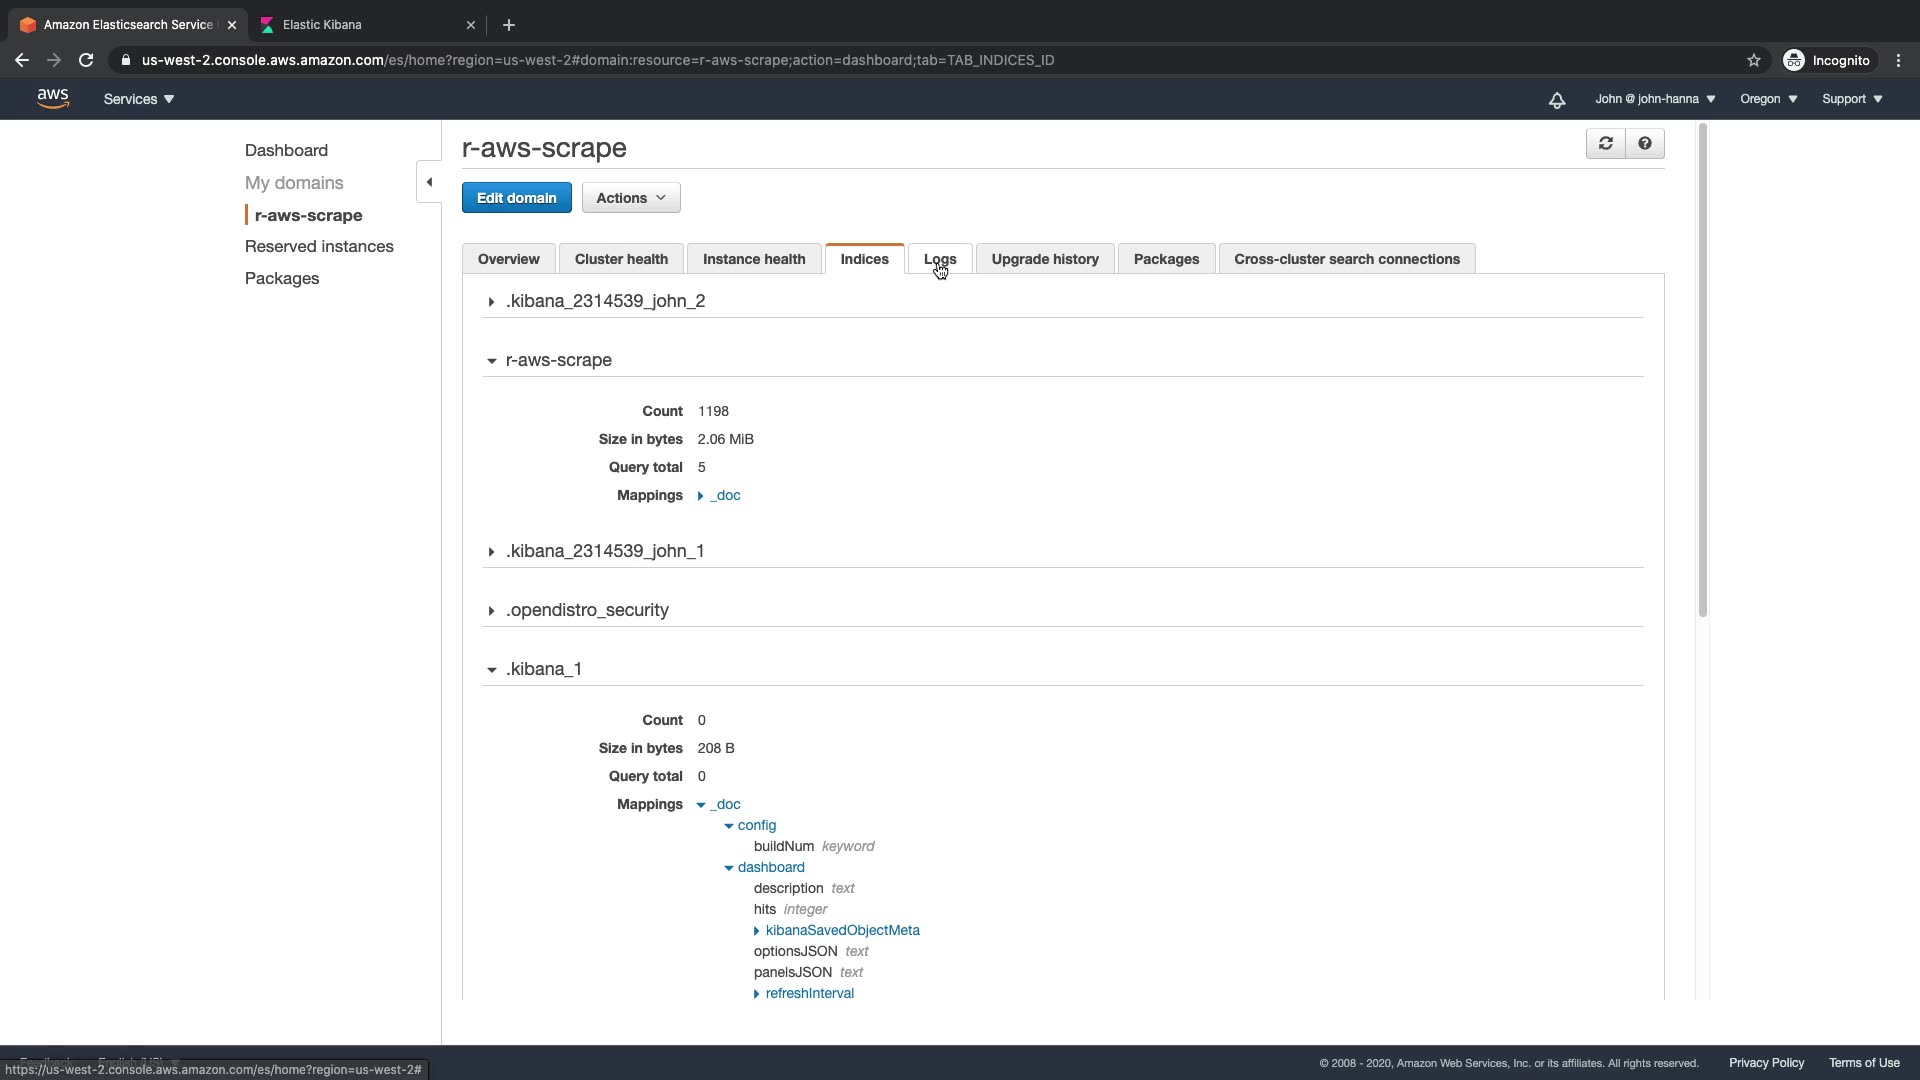 Amazon Elasticsearch Service
Elastic Kibana
us-west-2.console.aws.amazon.com/es/home?region=us-west-2#domain:resource=r-aws-scrape;action=dashboard;tab=TAB_INDICES_ID
Incognito
aws
Services
John @ john-hanna
Oregon
Support
Dashboard
My domains
r-aws-scrape
Reserved instances
Packages
r-aws-scrape
Edit domain
Actions
Overview
Cluster health
Instance health
Indices
Logs
Upgrade history
Packages
Cross-cluster search connections
.kibana_2314539_john_2
r-aws-scrape
Count 1198
Size in bytes 2.06 MiB
Query total 5
Mappings _doc
.kibana_2314539_john_1
.opendistro_security
.kibana_1
Count 0
Size in bytes 208 B
Query total 0
Mappings _doc
config
buildNum keyword
dashboard
description text
hits integer
kibanaSavedObjectMeta
optionsJSON text
panelsJSON text
refreshInterval
Feedback English (US)
https://us-west-2.console.aws.amazon.com/es/home?region=us-west-2#
© 2008 - 2020, Amazon Web Services, Inc. or its affiliates. All rights reserved.
Privacy Policy
Terms of Use